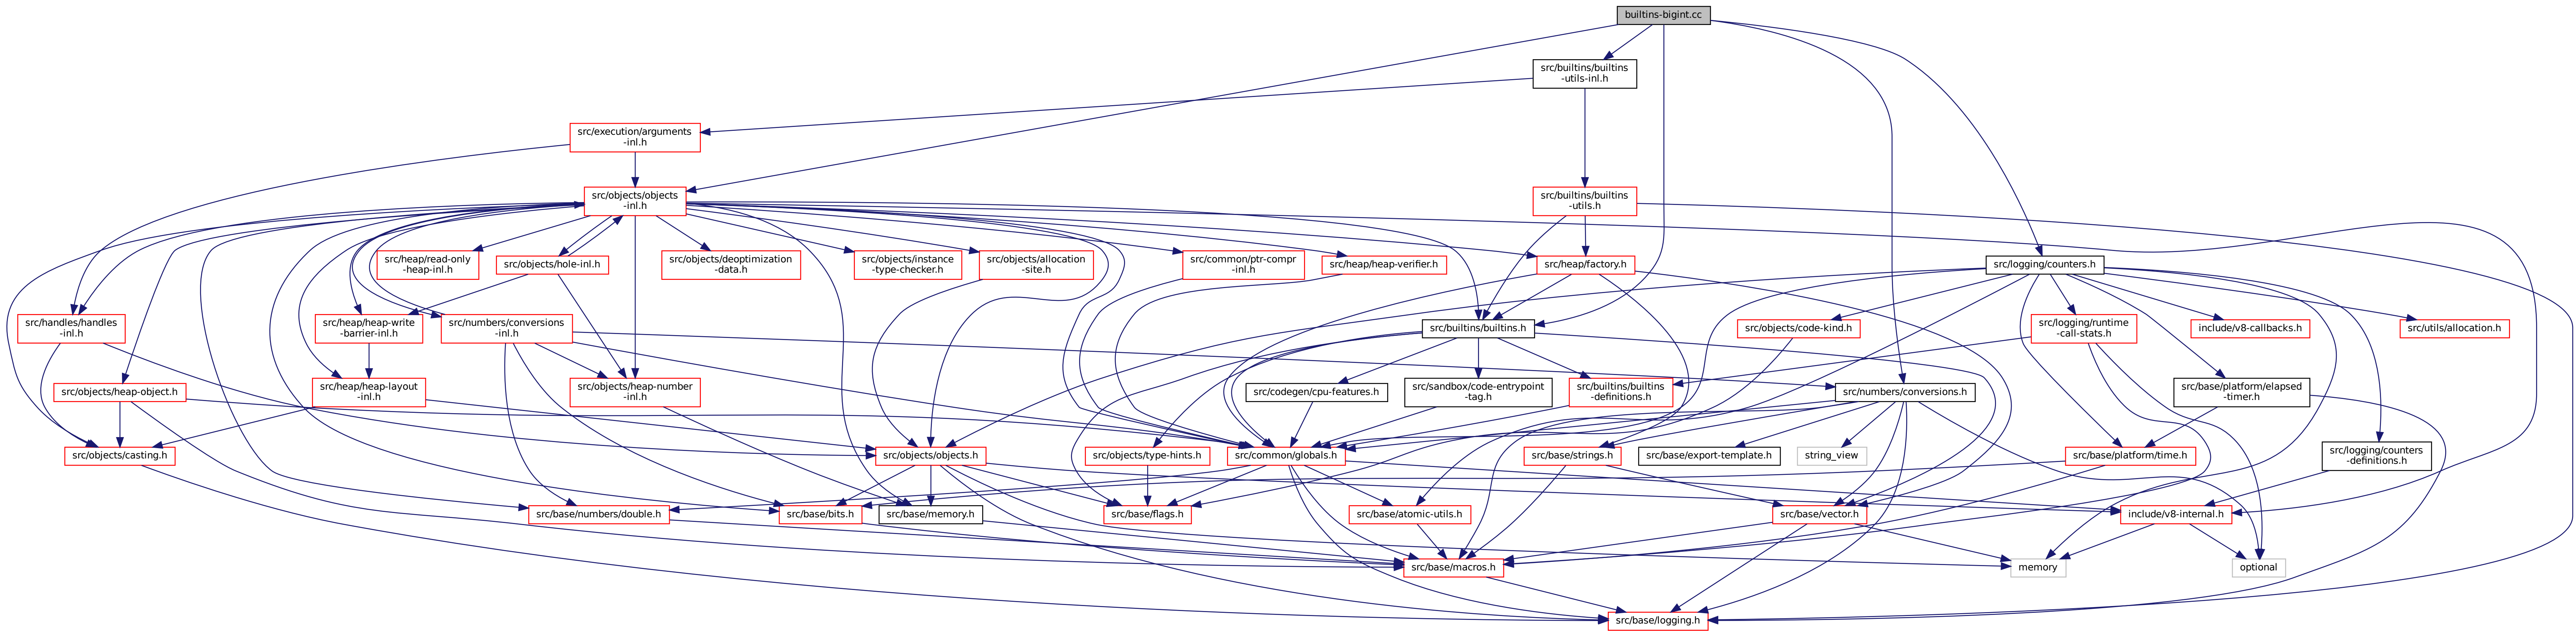 builtins-bigint.cc
src/builtins/builtins
-utils-inl.h
src/execution/arguments
-inl.h
src/objects/objects
-inl.h
src/builtins/builtins
-utils.h
src/heap/read-only
-heap-inl.h
src/objects/hole-inl.h
src/objects/deoptimization
-data.h
src/objects/instance
-type-checker.h
src/objects/allocation
-site.h
src/common/ptr-compr
-inl.h
src/heap/heap-verifier.h
src/heap/factory.h
src/logging/counters.h
src/handles/handles
-inl.h
src/heap/heap-write
-barrier-inl.h
src/numbers/conversions
-inl.h
src/builtins/builtins.h
src/objects/code-kind.h
src/logging/runtime
-call-stats.h
include/v8-callbacks.h
src/utils/allocation.h
src/objects/heap-object.h
src/heap/heap-layout
-inl.h
src/objects/heap-number
-inl.h
src/codegen/cpu-features.h
src/sandbox/code-entrypoint
-tag.h
src/builtins/builtins
-definitions.h
src/numbers/conversions.h
src/base/platform/elapsed
-timer.h
src/objects/casting.h
src/objects/objects.h
src/objects/type-hints.h
src/common/globals.h
src/base/strings.h
src/base/export-template.h
string_view
src/base/platform/time.h
src/logging/counters
-definitions.h
src/base/numbers/double.h
src/base/bits.h
src/base/memory.h
src/base/flags.h
src/base/atomic-utils.h
src/base/vector.h
include/v8-internal.h
src/base/macros.h
memory
optional
src/base/logging.h